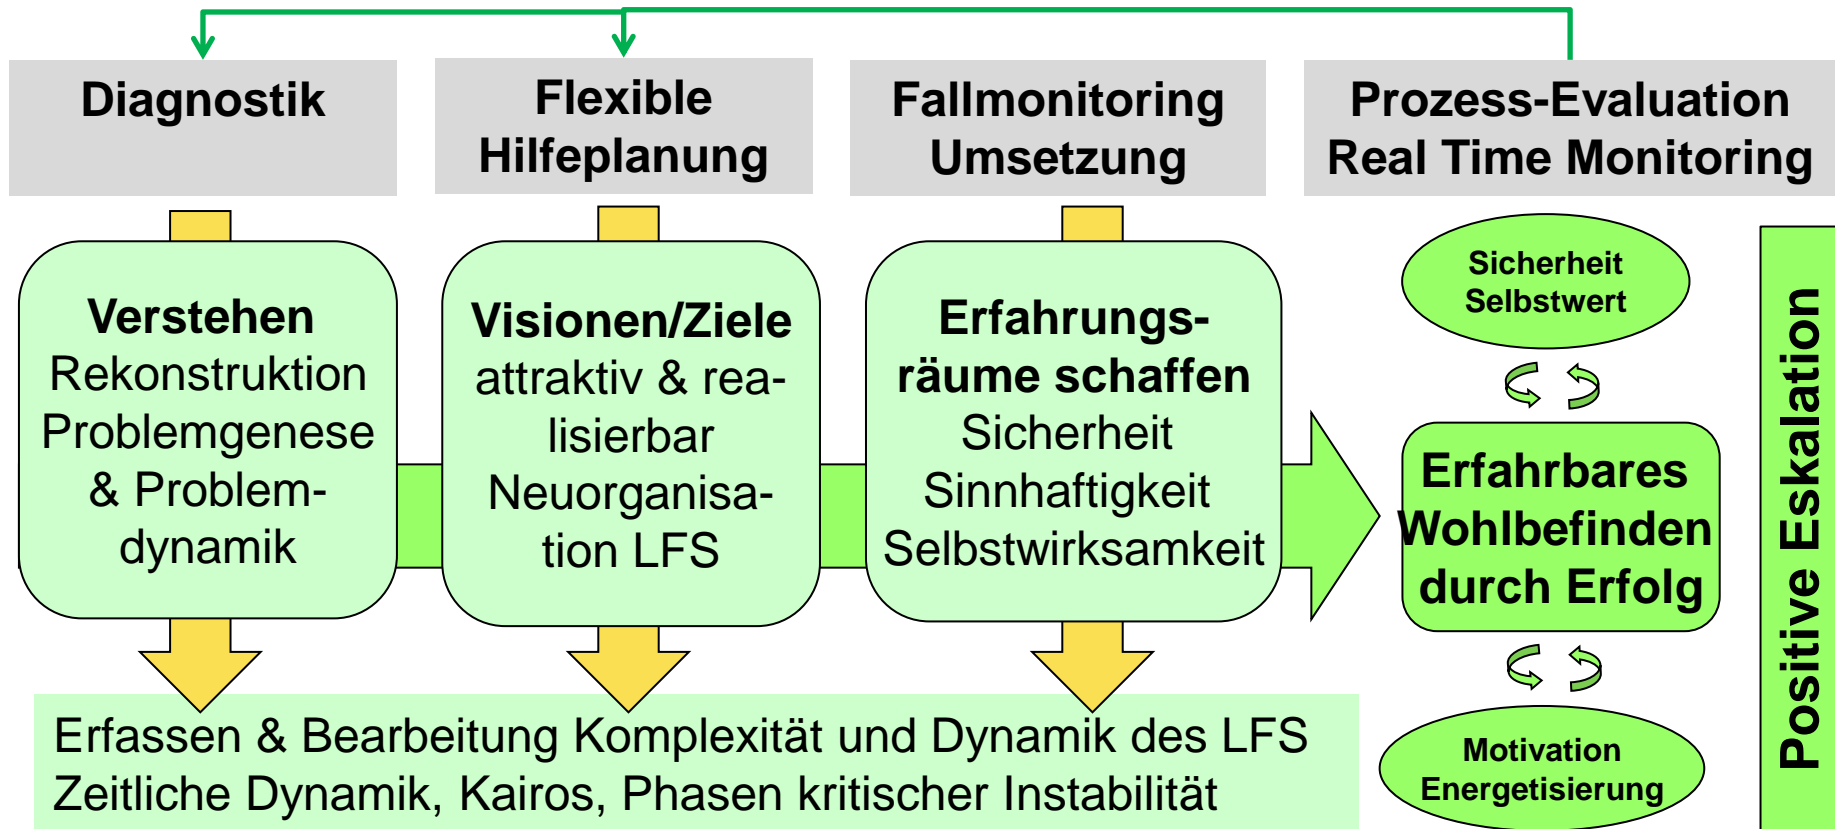 Diagnostik
Flexible
Hilfeplanung
Fallmonitoring
Umsetzung
Prozess-Evaluation
Real Time Monitoring
Verstehen
Rekonstruktion
Problemgenese
& Problem-
dynamik
Visionen/Ziele
attraktiv & rea-
lisierbar
Neuorganisa-
tion LFS
Erfahrungs-
räume schaffen
Sicherheit
Sinnhaftigkeit
Selbstwirksamkeit
Sicherheit
Selbstwert
Erfahrbares
Wohlbefinden
durch Erfolg
Motivation
Energetisierung
Positive Eskalation
Erfassen & Bearbeitung Komplexität und Dynamik des LFS
Zeitliche Dynamik, Kairos, Phasen kritischer Instabilität